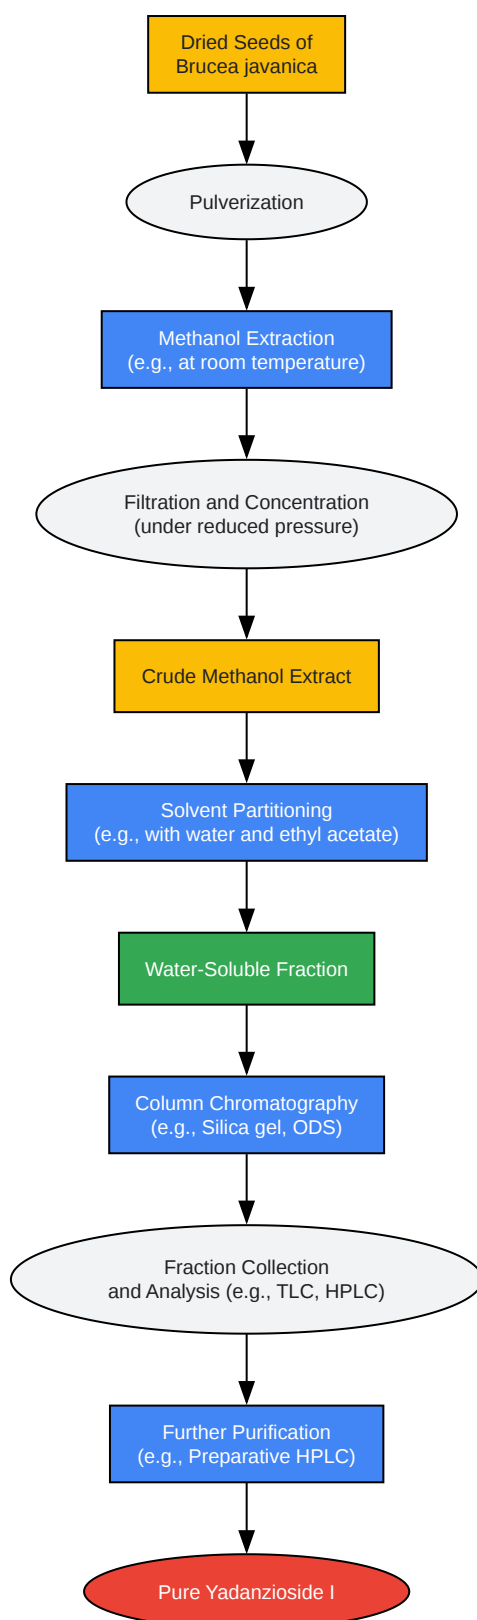 Dried Seeds of
Brucea javanica
Pulverization
Methanol Extraction
(e.g., at room temperature)
Filtration and Concentration
(under reduced pressure)
Crude Methanol Extract
Solvent Partitioning
(e.g., with water and ethyl acetate)
Water-Soluble Fraction
Column Chromatography
(e.g., Silica gel, ODS)
Fraction Collection
and Analysis (e.g., TLC, HPLC)
Further Purification
(e.g., Preparative HPLC)
Pure Yadanzioside I